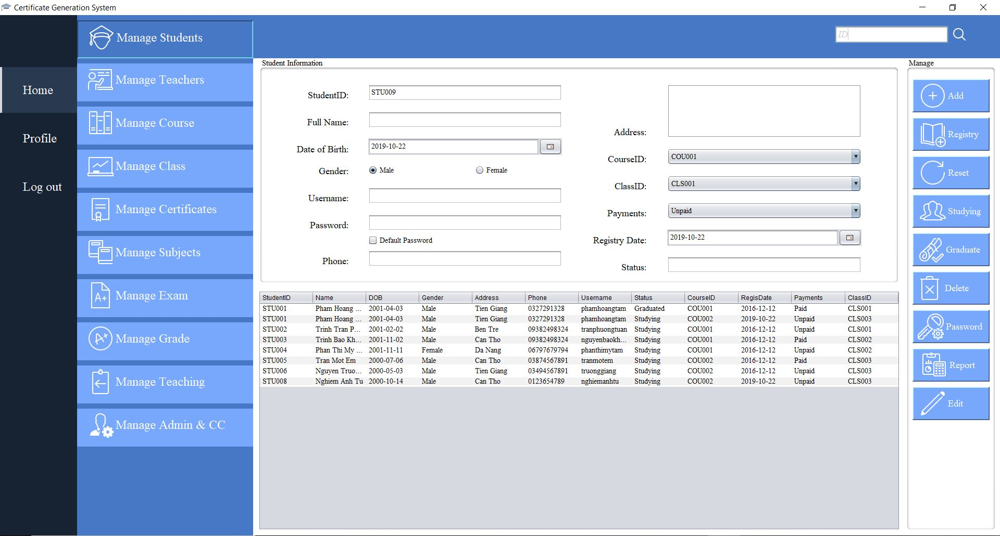 Certificate Generation System
Home
Profile
Log out
Manage Students
Manage Teachers
Manage Course
Manage Class
Manage Certificates
Manage Subjects
A+
Manage Exam
A+
Manage Grade
Manage Teaching
Manage Admin & CC
ID
Student Information
StudentID: STU009
Full Name:
Date of Birth: 2019-10-22
Gender: Male Female
Username:
Password:
Default Password
Phone:
Address:
CourseID: COU001
ClassID: CLS001
Payments: Unpaid
Registry Date: 2019-10-22
Status:
StudentID Name DOB Gender Address Phone Username Status CourseID RegisDate Payments ClassID
STU001 Pham Hoang ... 2001-04-03 Male Tien Giang 0327291328 phamhoangtam Graduated COU001 2016-12-12 Paid CLS001
STU001 Pham Hoang ... 2001-04-03 Male Tien Giang 0327291328 phamhoangtam Studying COU002 2019-10-22 Unpaid CLS003
STU002 Trinh Tran P... 2001-02-02 Male Ben Tre 09382498324 tranphuongtuan Studying COU001 2016-12-12 Unpaid CLS001
STU003 Trinh Bao Kh... 2001-11-02 Male Can Tho 09382498324 nguyenbaokh... Studying COU001 2016-12-12 Paid CLS002
STU004 Phan Thi My ... 2001-11-11 Female Da Nang 06797679794 phanthimytam Studying COU001 2016-12-12 Unpaid CLS002
STU005 Tran Mot Em 2000-07-06 Male Can Tho 03874567891 tranmotem Studying COU002 2016-12-12 Paid CLS003
STU006 Nguyen Truo... 2000-05-03 Male Tien Giang 03494567891 truonggiang Studying COU002 2016-12-12 Unpaid CLS003
STU008 Nghiem Anh Tu 2000-10-14 Male Can Tho 0123654789 nghiemanhtu Studying COU002 2019-10-22 Unpaid CLS003
Manage
Add
Registry
Reset
Studying
Graduate
Delete
Password
Report
Edit